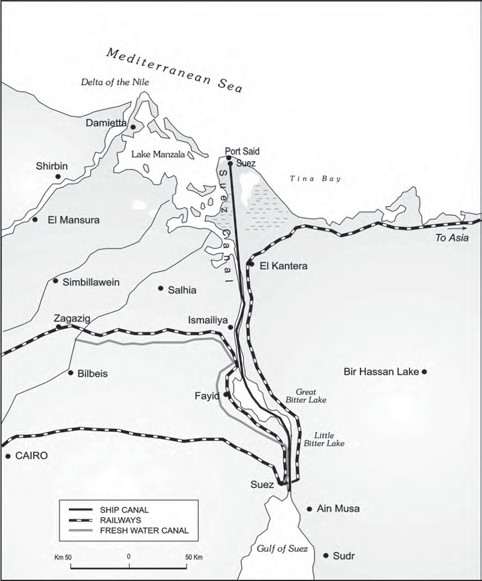 Mediterranean Sea
Delta of the Nile
Damietta
Lake Manzala
Port Said
Suez
Shirbin
Tina Bay
Suez Canal
El Mansura
To Asia
El Kantera
Simbillawein
Salhia
Zagazig
Ismailiya
Bilbeis
Bir Hassan Lake
Fayid
Great
Bitter Lake
Little
Bitter Lake
CAIRO
Suez
SHIP CANAL
RAILWAYS
FRESH WATER CANAL
Ain Musa
Gulf of Suez
Sudr
Km 50
0
50 Km